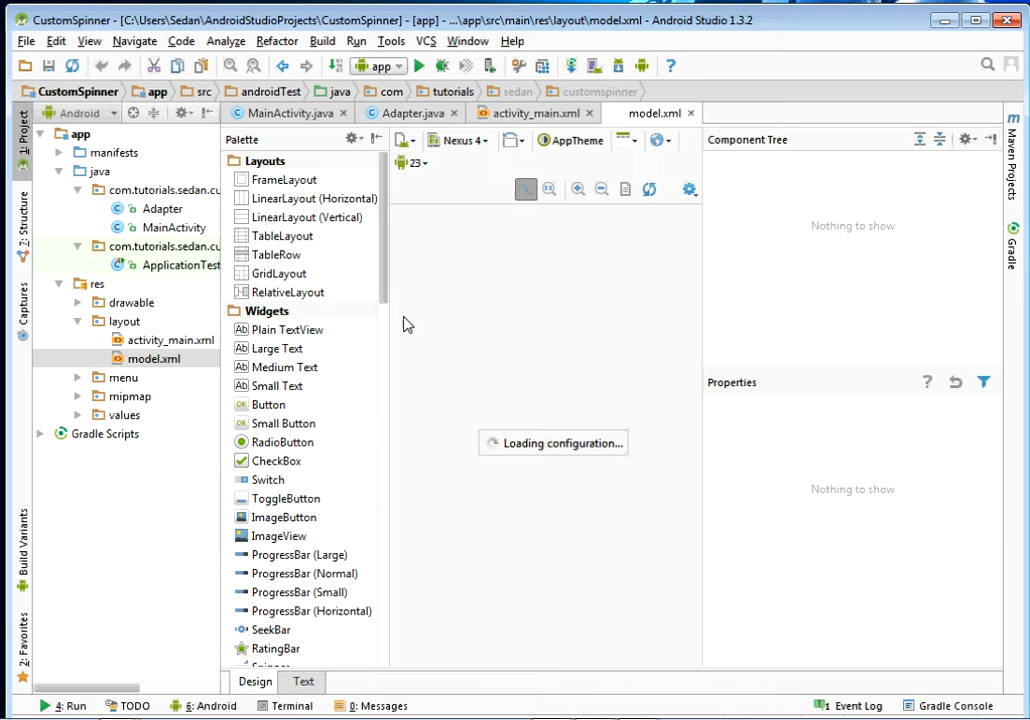 CustomSpinner - [C:\Users\Sedan\AndroidStudioProjects\CustomSpinner] - [app] - ...\app\src\main\res\layout\model.xml - Android Studio 1.3.2
File Edit View Navigate Code Analyze Refactor Build Run Tools VCS Window Help
app
CustomSpinner app src androidTest java com tutorials sedan customspinner
Android MainActivity.java Adapter.java activity_main.xml model.xml
1: Project
7: Structure
Captures
Build Variants
2: Favorites
app
manifests
java
com.tutorials.sedan.cu
Adapter
MainActivity
com.tutorials.sedan.cu
ApplicationTest
res
drawable
layout
activity_main.xml
model.xml
menu
mipmap
values
Gradle Scripts
Palette
Layouts
FrameLayout
LinearLayout (Horizontal)
LinearLayout (Vertical)
TableLayout
TableRow
GridLayout
RelativeLayout
Widgets
Ab Plain TextView
Ab Large Text
Ab Medium Text
Ab Small Text
OK Button
OK Small Button
RadioButton
CheckBox
Switch
ToggleButton
ImageButton
ImageView
ProgressBar (Large)
ProgressBar (Normal)
ProgressBar (Small)
ProgressBar (Horizontal)
SeekBar
RatingBar
Design Text
Nexus 4 AppTheme
23
Loading configuration...
Component Tree
Nothing to show
Properties
Nothing to show
Maven Projects
Gradle
4: Run TODO 6: Android Terminal 0: Messages 1 Event Log Gradle Console